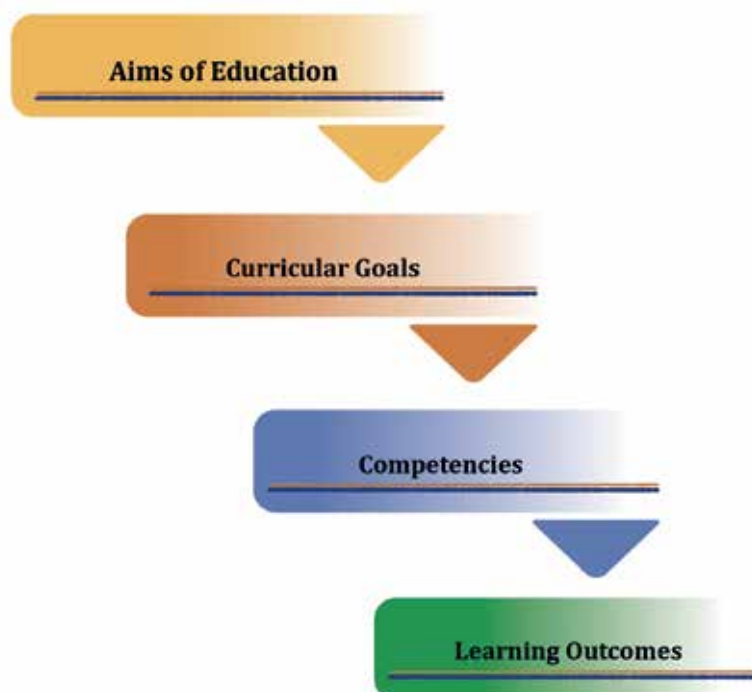 Aims of Education
Curricular Goals
Competencies
Learning Outcomes